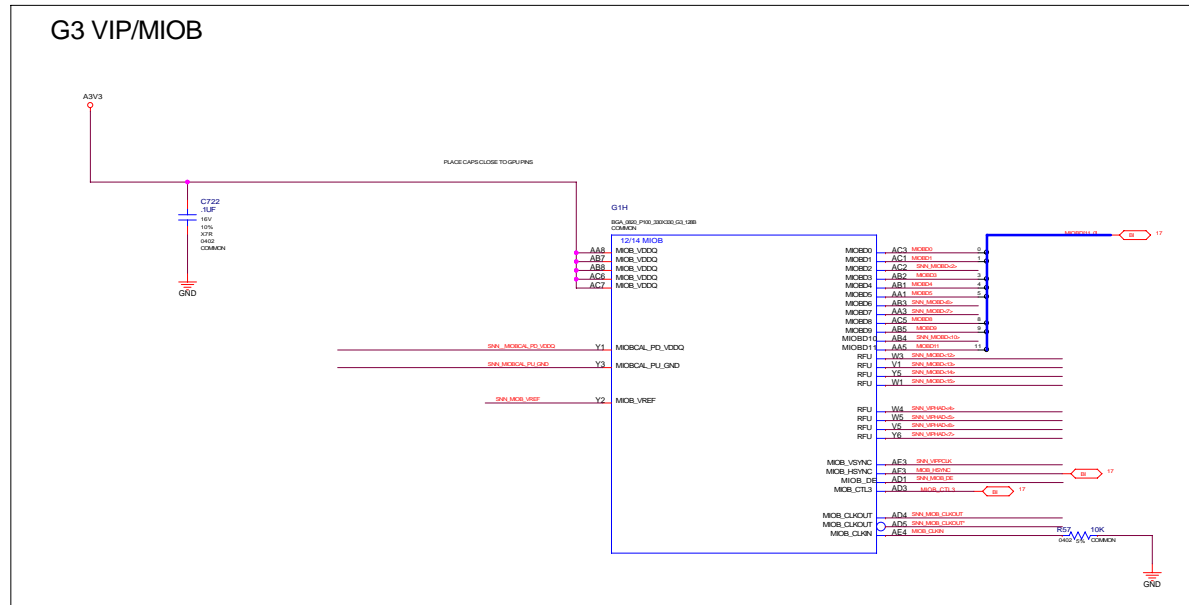 G3 VIP/MIOB
A3V3
PLACE CAPS CLOSE TO GPU PINS
C722
.1UF
16V
10%
X7R
0402
COMMON
GND
G1H
BGA_0820_P100_330X330_G3_128B
COMMON
12/14 MIOB
AA8 MIOB_VDDQ
AB7 MIOB_VDDQ
AB8 MIOB_VDDQ
AC6 MIOB_VDDQ
AC7 MIOB_VDDQ
SNN_MIOBCAL_PD_VDDQ Y1 MIOBCAL_PD_VDDQ
SNN_MIOBCAL_PU_GND Y3 MIOBCAL_PU_GND
SNN_MIOB_VREF Y2 MIOB_VREF
MIOBD0 AC3 MIOBD0 0
MIOBD1 AC1 MIOBD1 1
MIOBD2 AC2 SNN_MIOBD<2>
MIOBD3 AB2 MIOBD3 3
MIOBD4 AB1 MIOBD4 4
MIOBD5 AA1 MIOBD5 5
MIOBD6 AB3 SNN_MIOBD<6>
MIOBD7 AA3 SNN_MIOBD<7>
MIOBD8 AC5 MIOBD8 8
MIOBD9 AB5 MIOBD9 9
MIOBD10 AB4 SNN_MIOBD<10>
MIOBD11 AA5 MIOBD11 11
RFU W3 SNN_MIOBD<12>
RFU V1 SNN_MIOBD<13>
RFU Y5 SNN_MIOBD<14>
RFU W1 SNN_MIOBD<15>
RFU W4 SNN_VIPHAD<4>
RFU W5 SNN_VIPHAD<5>
RFU V5 SNN_VIPHAD<6>
RFU Y6 SNN_VIPHAD<7>
BI 17
MIOB_VSYNC AE3 SNN_VIPPCLK
MIOB_HSYNC AF3 MIOB_HSYNC BI 17
MIOB_DE AD1 SNN_MIOB_DE
MIOB_CTL3 AD3 MIOB_CTL3 BI 17
MIOB_CLKOUT AD4 SNN_MIOB_CLKOUT
MIOB_CLKOUT AD5 SNN_MIOB_CLKOUT*
MIOB_CLKIN AE4 MIOB_CLKIN
R57 10K
0402 5% COMMON
GND